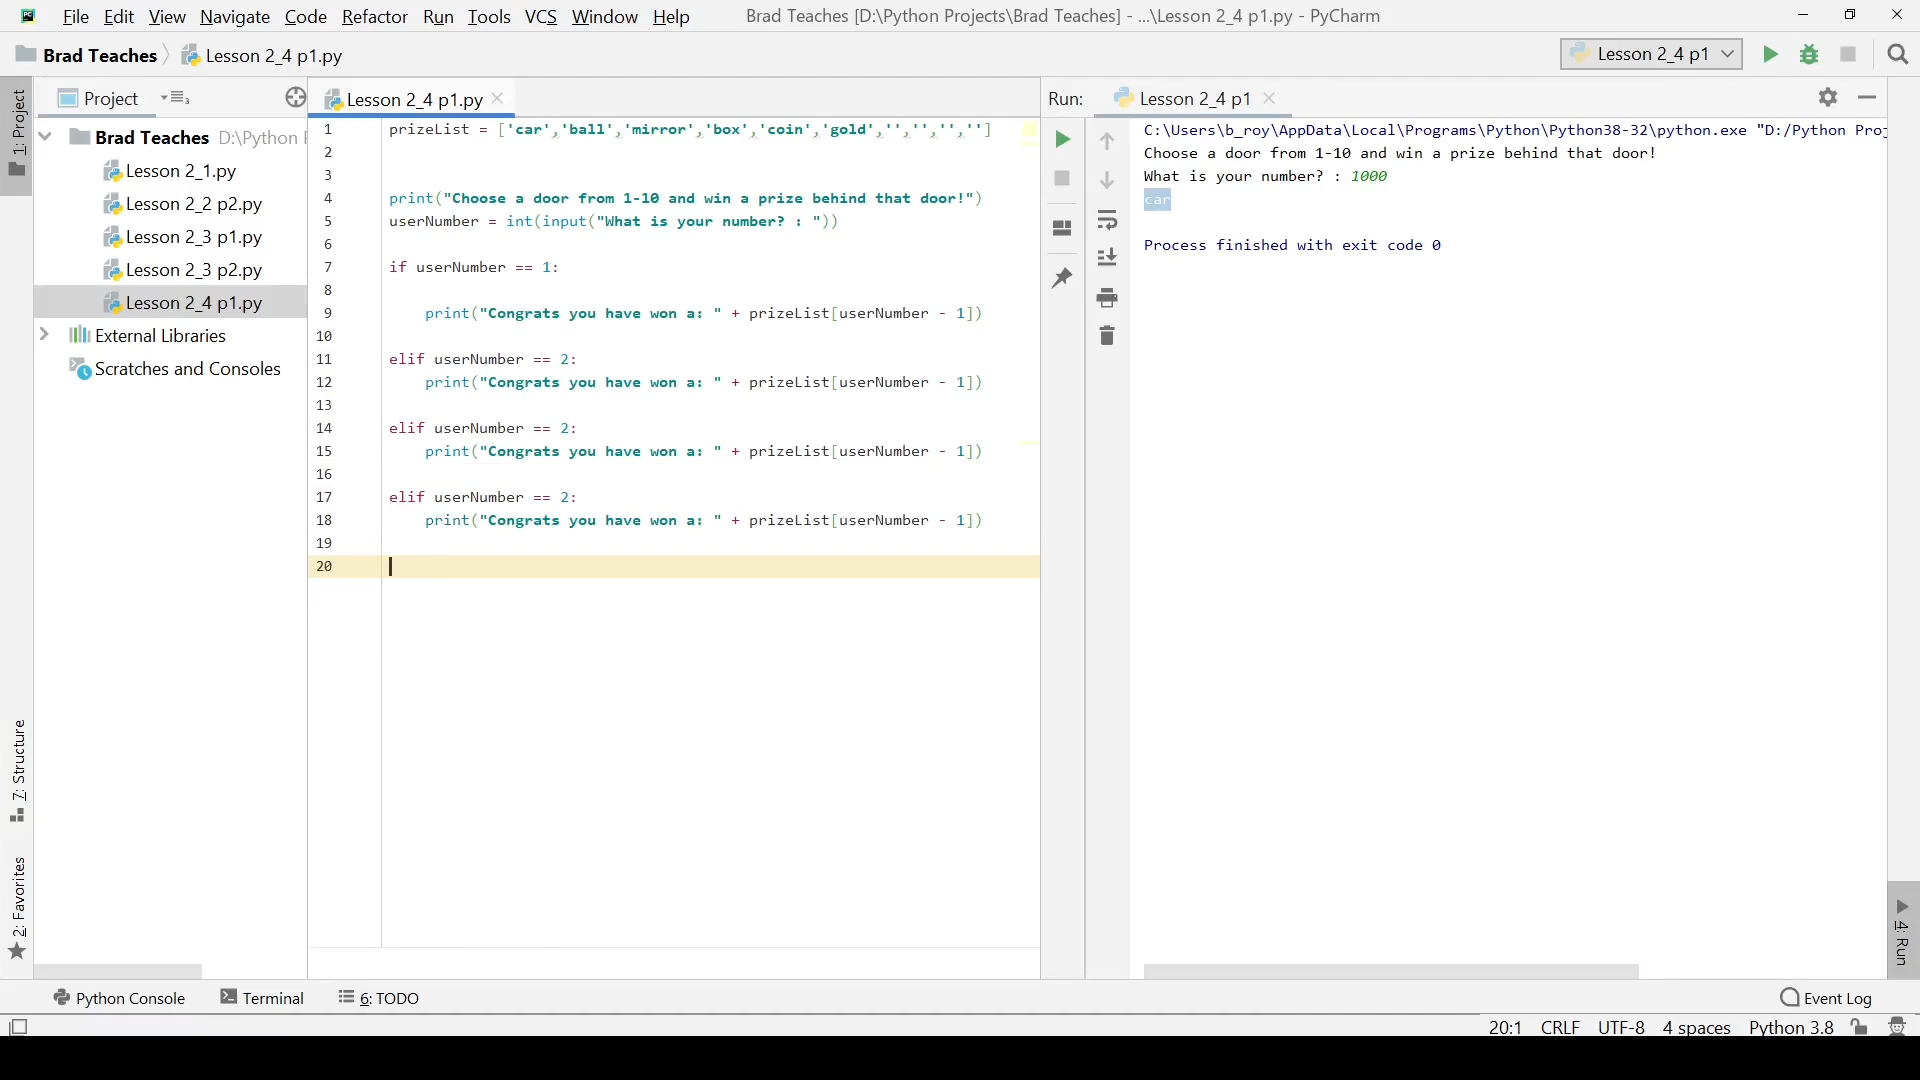 File Edit View Navigate Code Refactor Run Tools VCS Window Help
Brad Teaches [D:\Python Projects\Brad Teaches] - ...\Lesson 2_4 p1.py - PyCharm
Brad Teaches
Lesson 2_4 p1.py
Lesson 2_4 p1
1: Project
Project
Lesson 2_4 p1.py
Run:
Lesson 2_4 p1
Brad Teaches D:\Python
Lesson 2_1.py
Lesson 2_2 p2.py
Lesson 2_3 p1.py
Lesson 2_3 p2.py
Lesson 2_4 p1.py
External Libraries
Scratches and Consoles
7: Structure
2: Favorites
1 prizeList = ['car','ball','mirror','box','coin','gold','','','','']
2
3
4 print("Choose a door from 1-10 and win a prize behind that door!")
5 userNumber = int(input("What is your number? : "))
6
7 if userNumber == 1:
8
9 print("Congrats you have won a: " + prizeList[userNumber - 1])
10
11 elif userNumber == 2:
12 print("Congrats you have won a: " + prizeList[userNumber - 1])
13
14 elif userNumber == 2:
15 print("Congrats you have won a: " + prizeList[userNumber - 1])
16
17 elif userNumber == 2:
18 print("Congrats you have won a: " + prizeList[userNumber - 1])
19
20
C:\Users\b_roy\AppData\Local\Programs\Python\Python38-32\python.exe "D:/Python Proj
Choose a door from 1-10 and win a prize behind that door!
What is your number? : 1000
car
Process finished with exit code 0
4: Run
Python Console
Terminal
6: TODO
Event Log
20:1 CRLF UTF-8 4 spaces Python 3.8